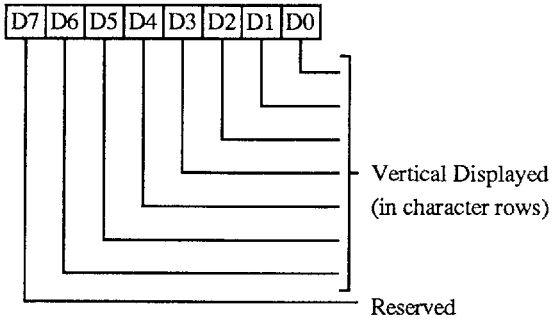 D7 D6 D5 D4 D3 D2 D1 D0
Vertical Displayed
(in character rows)
Reserved